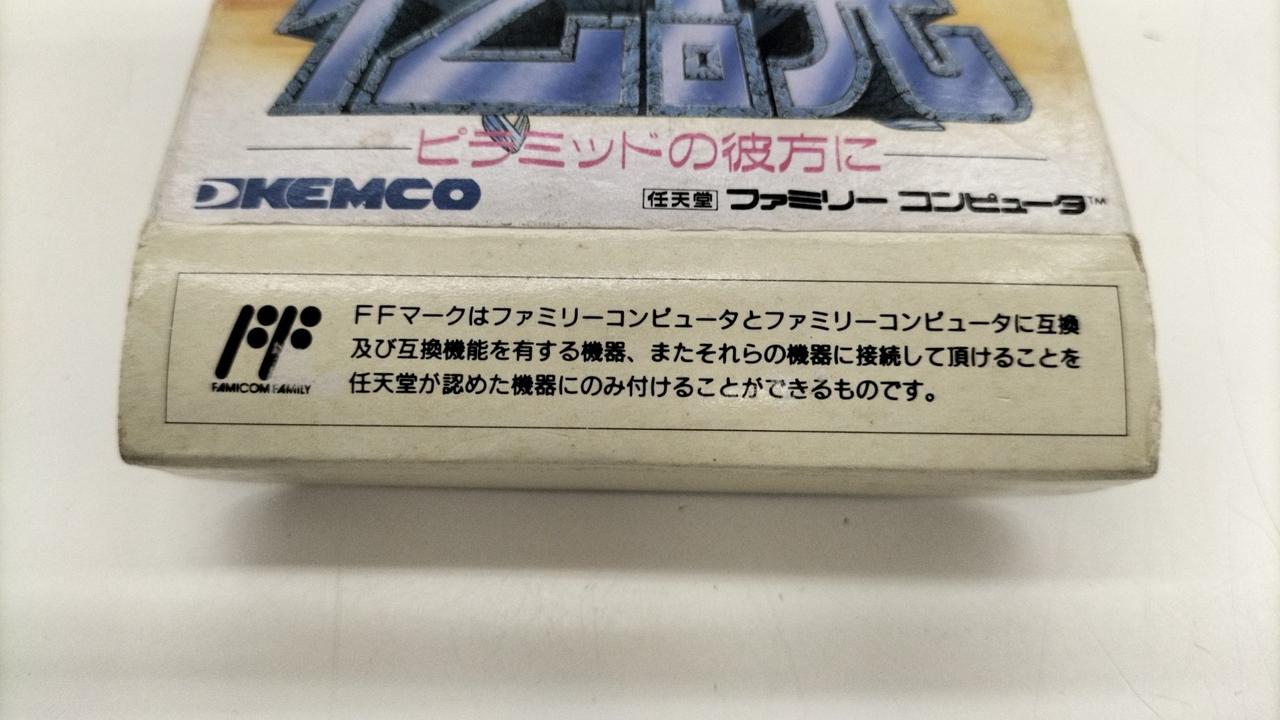 伝説
ピラミッドの彼方に
KEMCO
任天堂 ファミリーコンピュータ™
FF
FAMICOM FAMILY
FFマークはファミリーコンピュータとファミリーコンピュータに互換
及び互換機能を有する機器、またそれらの機器に接続して頂けることを
任天堂が認めた機器にのみ付けることができるものです。